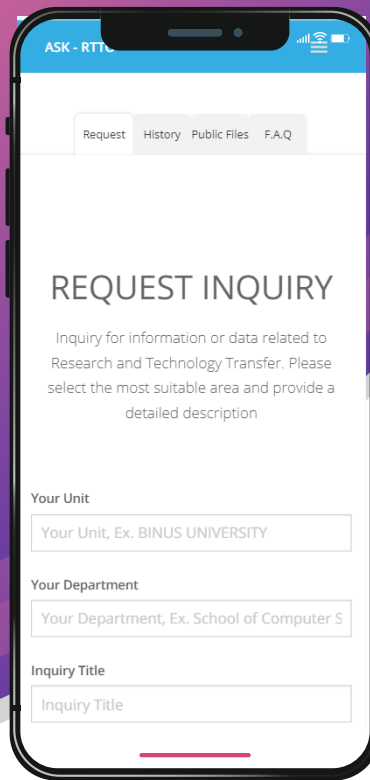 ASK - RTTO
Request History Public Files F.A.Q
REQUEST INQUIRY
Inquiry for information or data related to
Research and Technology Transfer. Please
select the most suitable area and provide a
detailed description
Your Unit
Your Unit, Ex. BINUS UNIVERSITY
Your Department
Your Department, Ex. School of Computer S
Inquiry Title
Inquiry Title